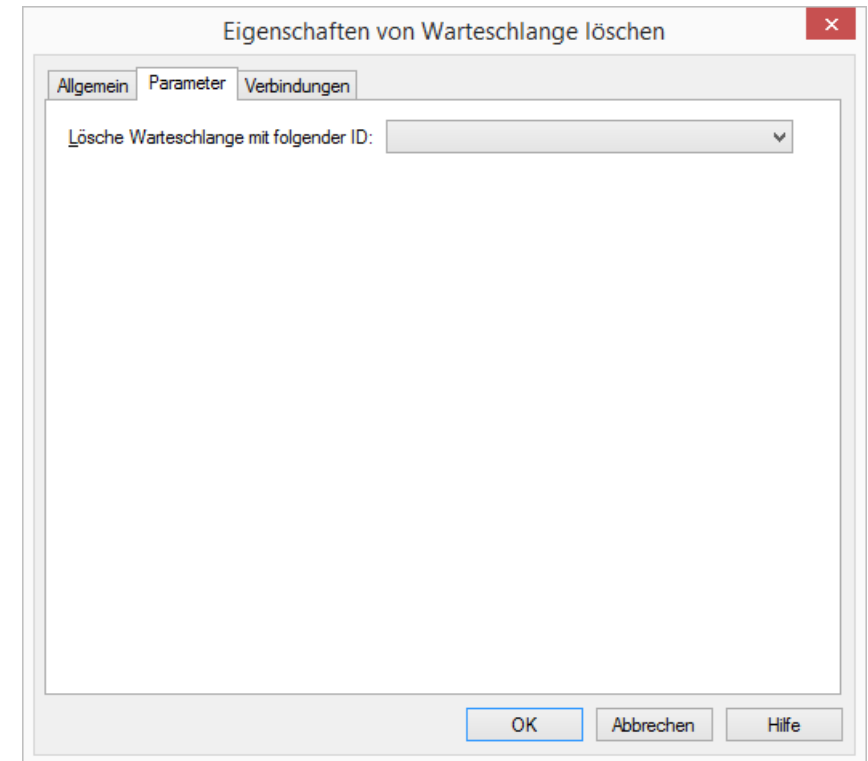 Eigenschaften von Warteschlange löschen
Allgemein Parameter Verbindungen
Lösche Warteschlange mit folgender ID:
OK Abbrechen Hilfe